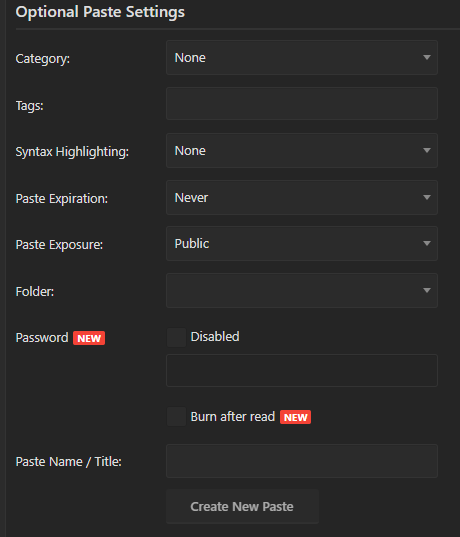 Optional Paste Settings
Category: None
Tags:
Syntax Highlighting: None
Paste Expiration: Never
Paste Exposure: Public
Folder:
Password NEW Disabled
Burn after read NEW
Paste Name / Title:
Create New Paste